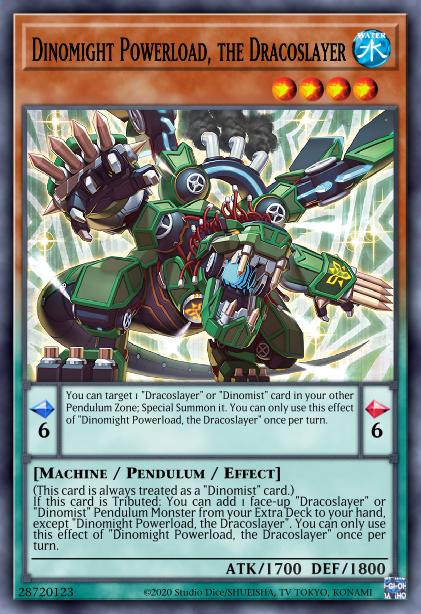 DINOMIGHT POWERLOAD, THE DRACOSLAYER
WATER
水
You can target 1 "Dracoslayer" or "Dinomist" card in your other
Pendulum Zone; Special Summon it. You can only use this effect
of "Dinomight Powerload, the Dracoslayer" once per turn.
6
6
[MACHINE / PENDULUM / EFFECT]
(This card is always treated as a "Dinomist" card.)
If this card is Tributed: You can add 1 face-up "Dracoslayer" or
"Dinomist" Pendulum Monster from your Extra Deck to your hand,
except "Dinomight Powerload, the Dracoslayer". You can only use
this effect of "Dinomight Powerload, the Dracoslayer" once per
turn.
ATK/1700 DEF/1800
28720123
©2020 Studio Dice/SHUEISHA, TV TOKYO, KONAMI